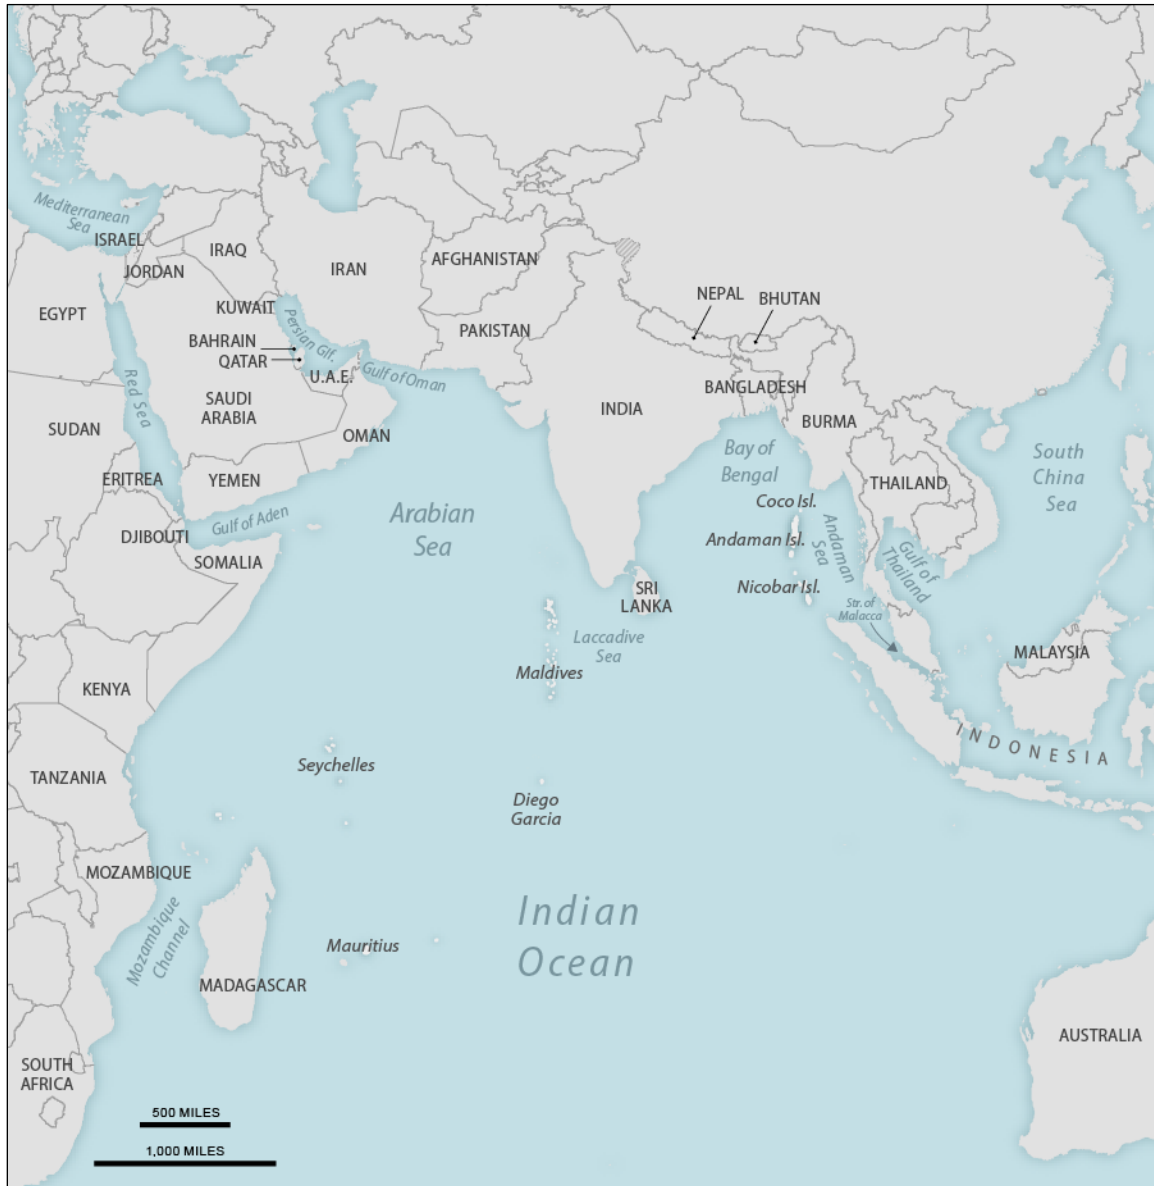 Mediterranean
Sea
ISRAEL
JORDAN
IRAQ
IRAN
AFGHANISTAN
EGYPT
KUWAIT
Persian Glf.
PAKISTAN
NEPAL
BHUTAN
BAHRAIN
QATAR
U.A.E.
Gulf of Oman
Red Sea
SAUDI
ARABIA
BANGLADESH
INDIA
BURMA
SUDAN
OMAN
ERITREA
YEMEN
Bay of
Bengal
THAILAND
South
China
Sea
Coco Isl.
Gulf of Aden
Arabian
Sea
DJIBOUTI
SOMALIA
Andaman Isl.
Andaman
Sea
Gulf of
Thailand
Nicobar Isl.
SRI
LANKA
Str. of
Malacca
Laccadive
Sea
MALAYSIA
Maldives
KENYA
INDONESIA
Seychelles
TANZANIA
Diego
Garcia
MOZAMBIQUE
Mozambique
Channel
Indian
Ocean
Mauritius
MADAGASCAR
AUSTRALIA
SOUTH
AFRICA
500 MILES
1,000 MILES